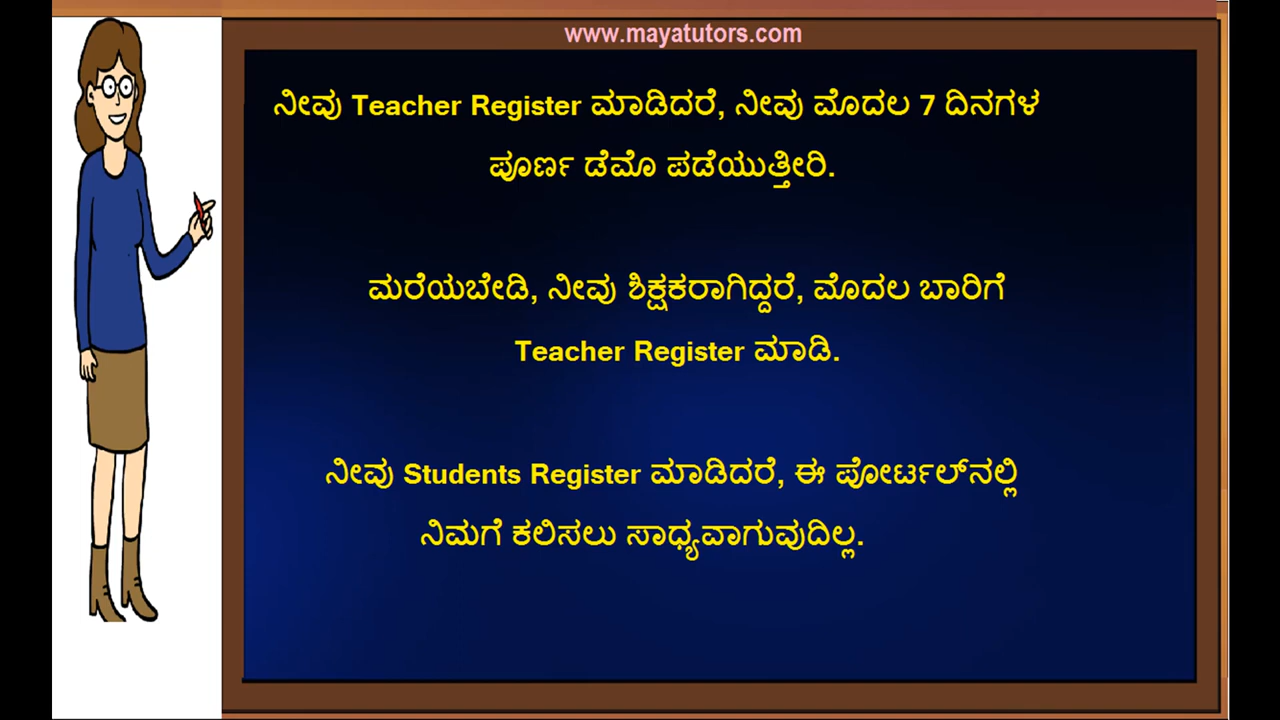 www.mayatutors.com
ನೀವು Teacher Register ಮಾಡಿದರೆ, ನೀವು ಮೊದಲ 7 ದಿನಗಳ
ಪೂರ್ಣ ಡೆಮೊ ಪಡೆಯುತ್ತೀರಿ.
ಮರೆಯಬೇಡಿ, ನೀವು ಶಿಕ್ಷಕರಾಗಿದ್ದರೆ, ಮೊದಲ ಬಾರಿಗೆ
Teacher Register ಮಾಡಿ.
ನೀವು Students Register ಮಾಡಿದರೆ, ಈ ಪೋರ್ಟಲ್‌ನಲ್ಲಿ
ನಿಮಗೆ ಕಲಿಸಲು ಸಾಧ್ಯವಾಗುವುದಿಲ್ಲ.